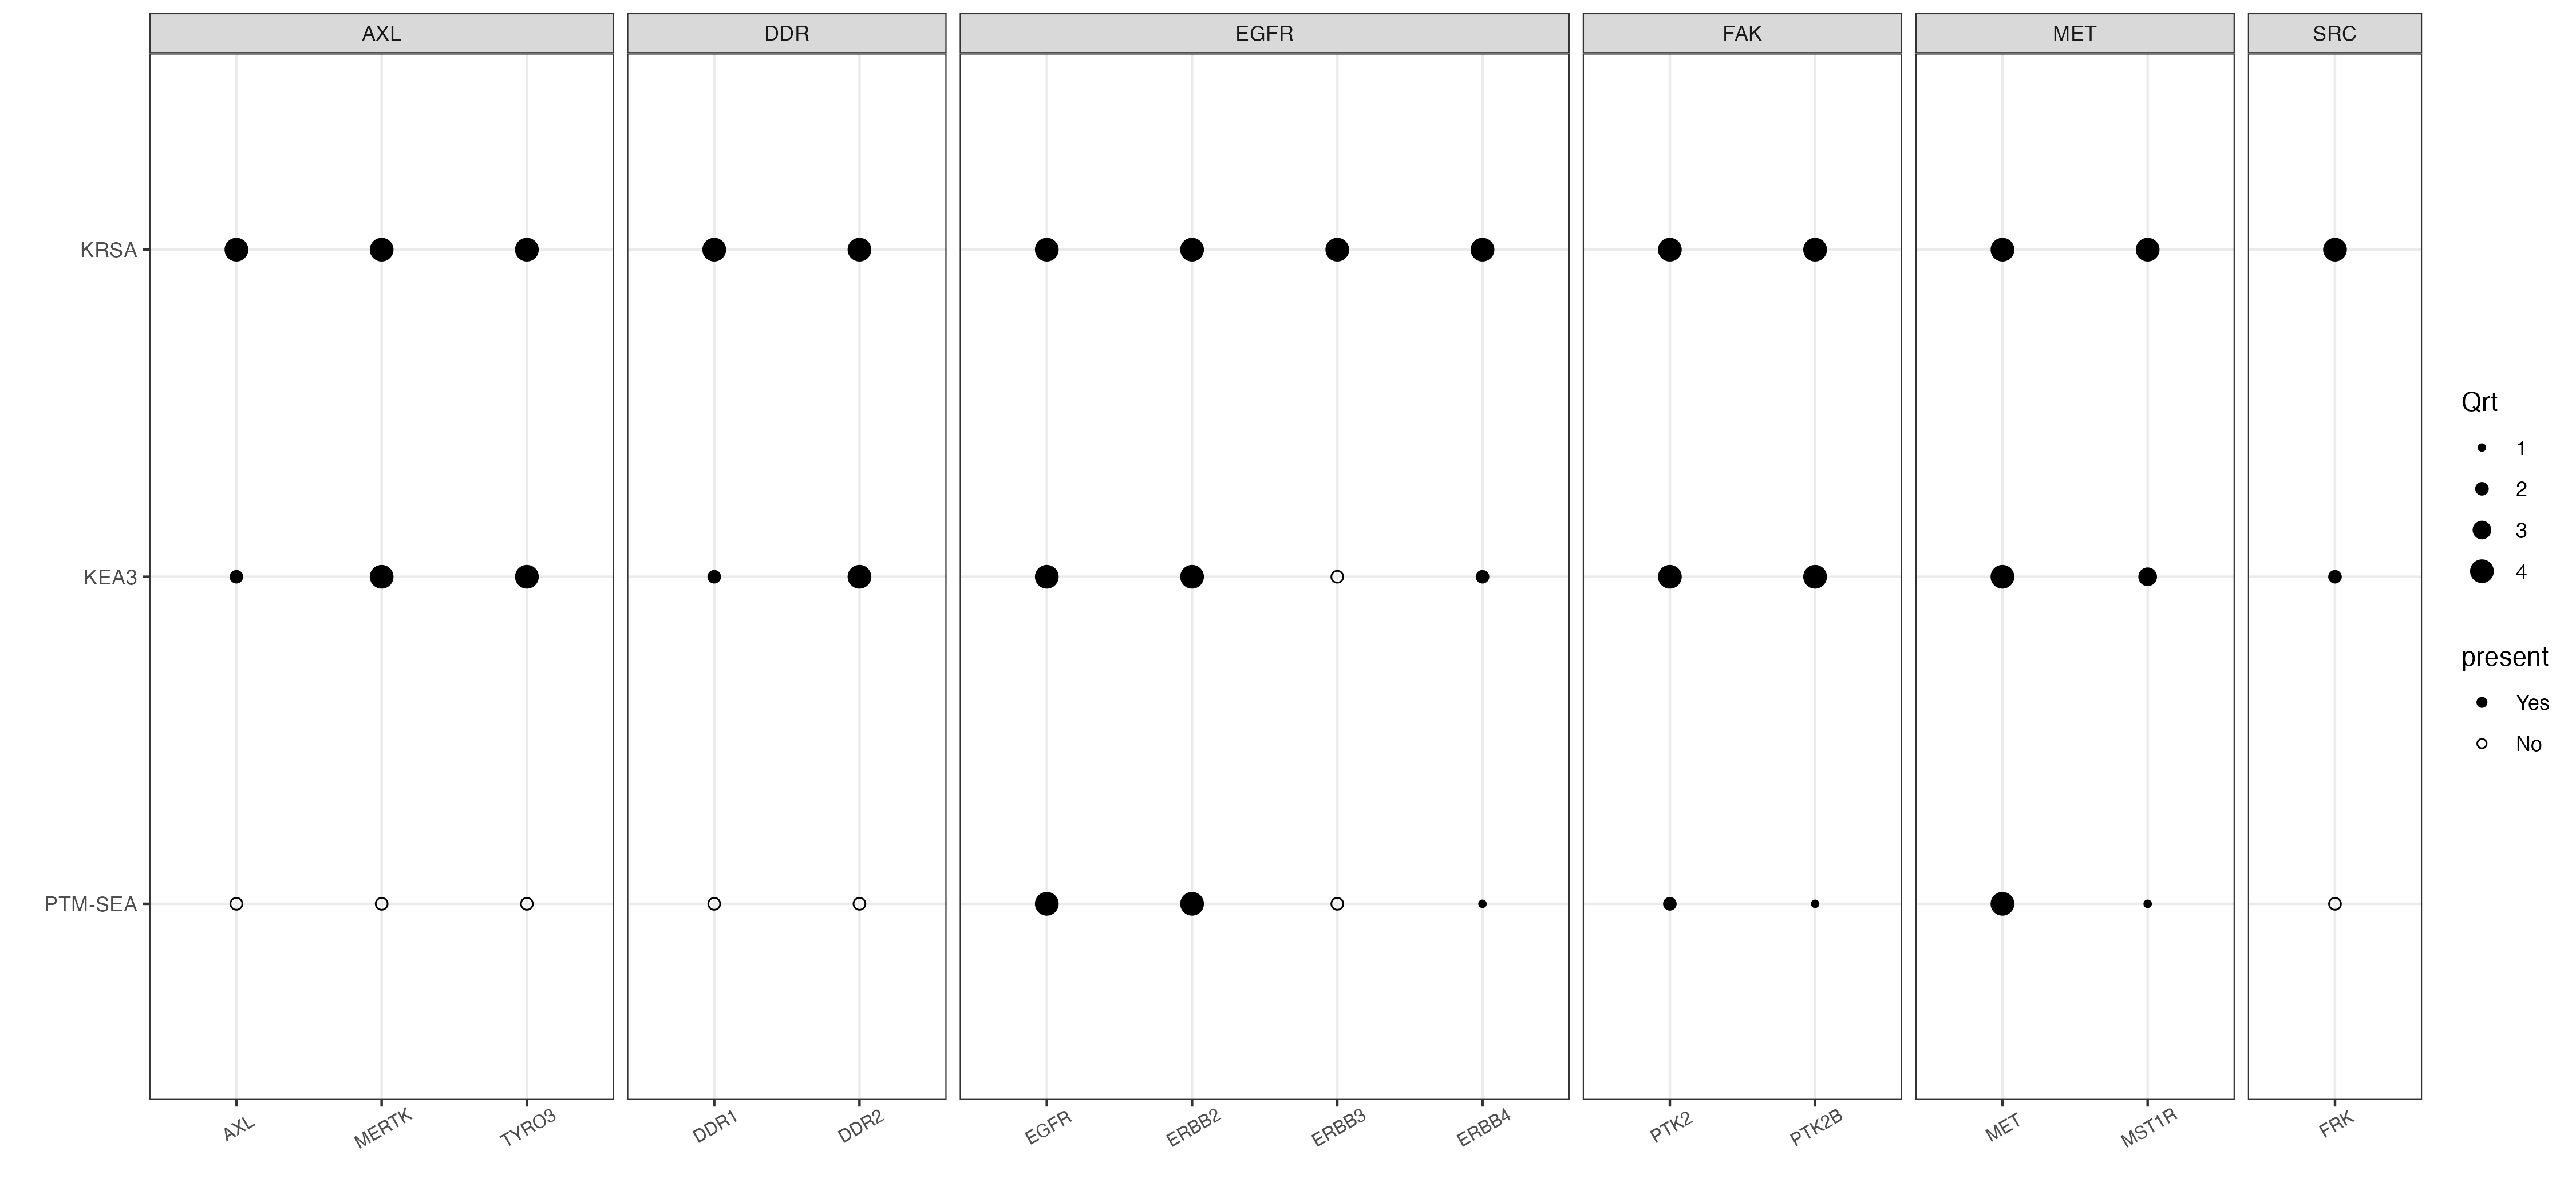 AXL DDR EGFR FAK MET SRC
KRSA
KEA3
PTM-SEA
AXL MERTK TYRO3 DDR1 DDR2 EGFR ERBB2 ERBB3 ERBB4 PTK2 PTK2B MET MST1R FRK
Qrt
1
2
3
4
present
Yes
No